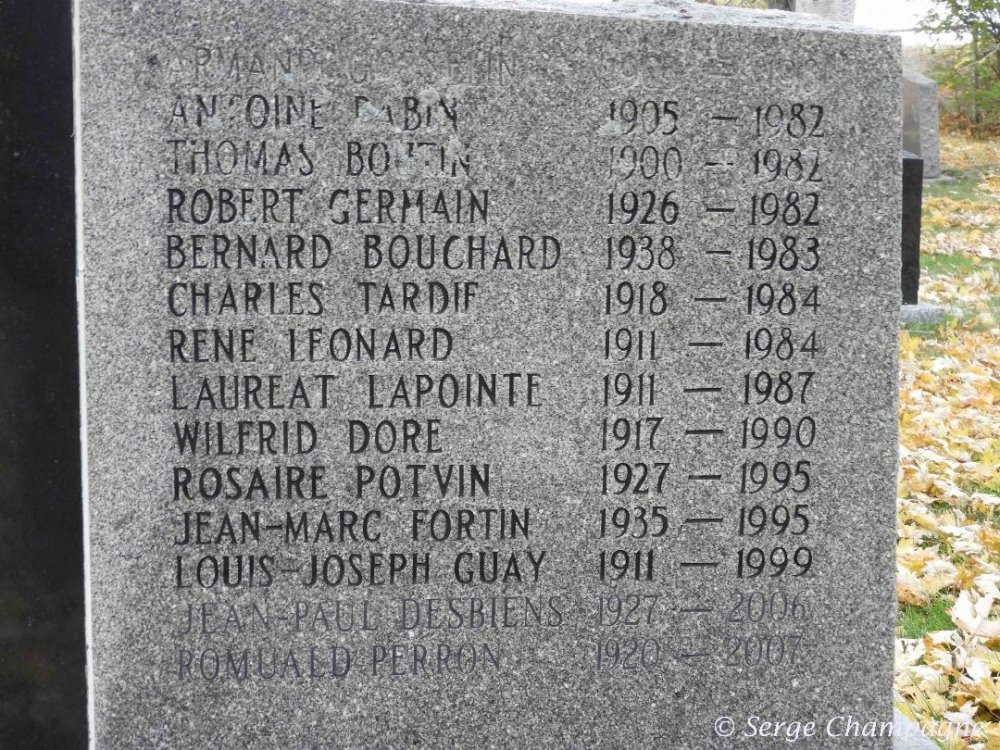 ARMAND
ANTOINE BABIN 1905 — 1982
THOMAS BOUTIN 1900 — 1982
ROBERT GERMAIN 1926 — 1982
BERNARD BOUCHARD 1938 — 1983
CHARLES TARDIF 1918 — 1984
RENE LEONARD 1911 — 1984
LAUREAT LAPOINTE 1911 — 1987
WILFRID DORE 1917 — 1990
ROSAIRE POTVIN 1927 — 1995
JEAN-MARC FORTIN 1935 — 1995
LOUIS-JOSEPH GUAY 1911 — 1999
JEAN-PAUL DESBIENS 1927 — 2006
ROMUALD PERRON 1920 — 2007
© Serge Champagne